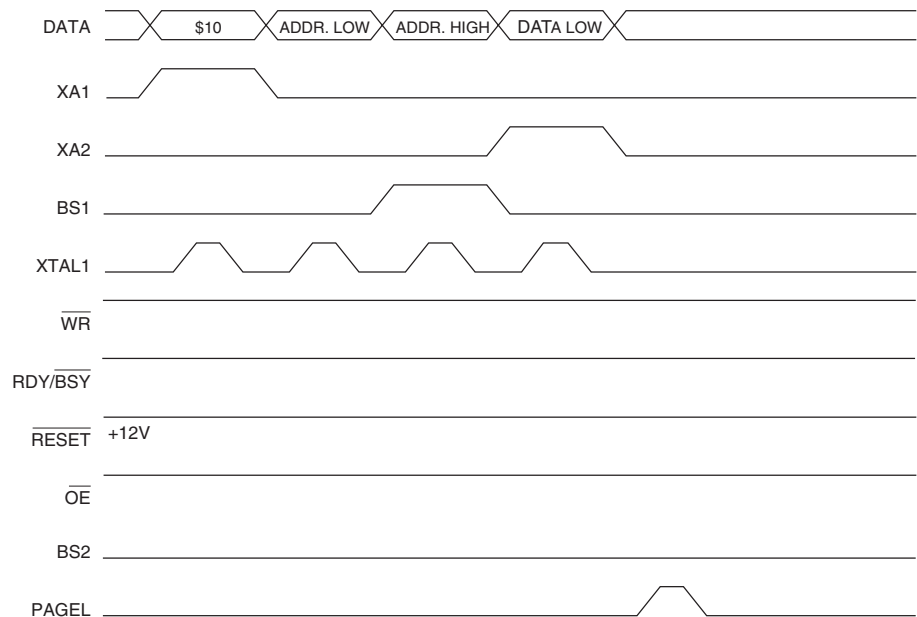 DATA $10 ADDR. LOW ADDR. HIGH DATA LOW
XA1
XA2
BS1
XTAL1
WR
RDY/BSY
RESET +12V
OE
BS2
PAGEL